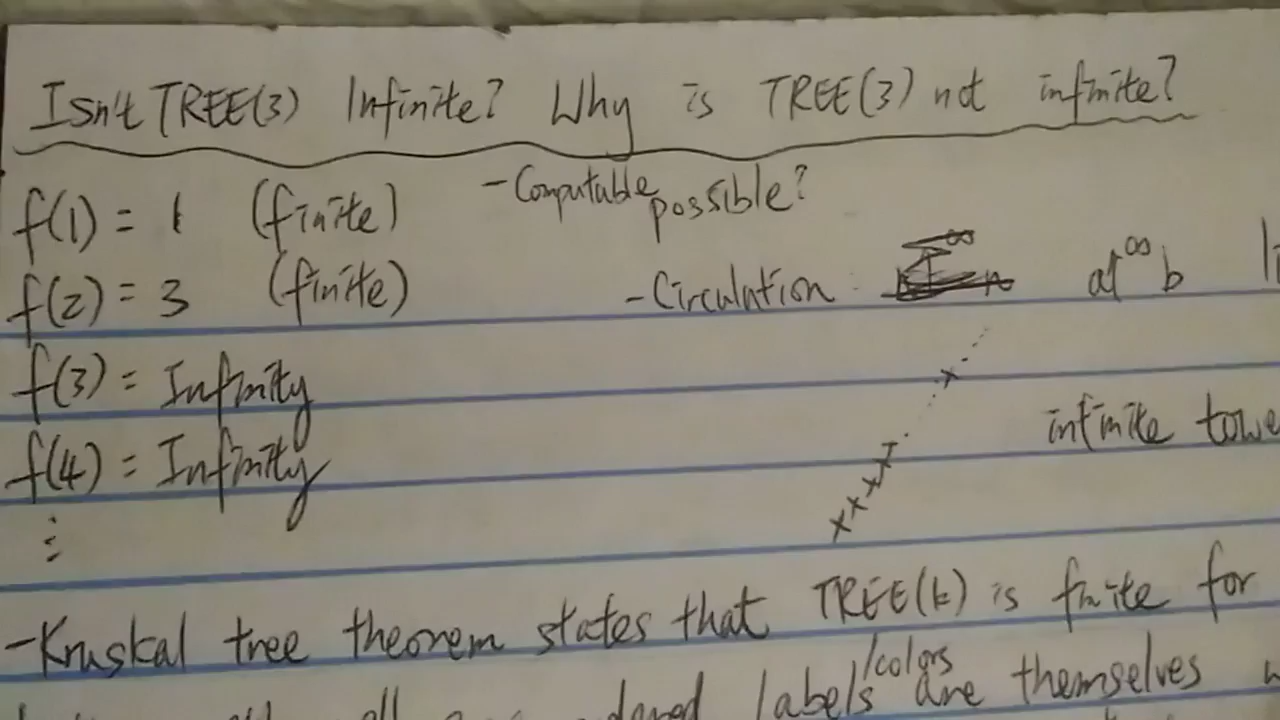 Isn't TREE(3) Infinite? Why is TREE(3) not infinite?
f(1) = 1 (finite) - Computable possible?
f(2) = 3 (finite) - Circulation a↑^∞ b
f(3) = Infinity
f(4) = Infinity infinite
⋮
- Kruskal tree theorem states that TREE(k) is finite for
labels /colors are themselves